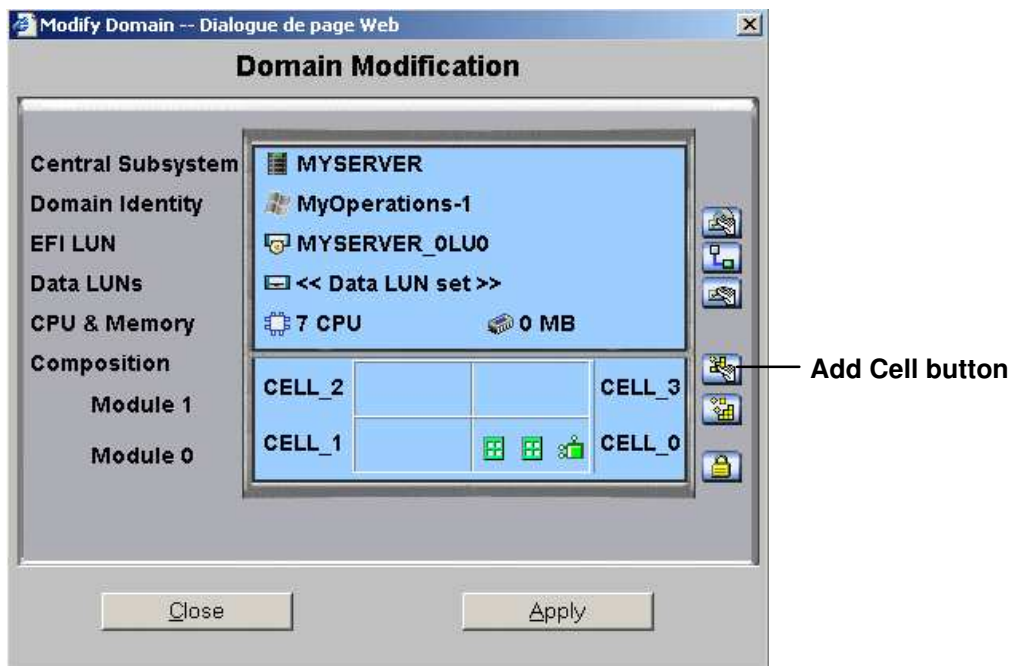 Modify Domain -- Dialogue de page Web
Domain Modification
Central Subsystem MYSERVER
Domain Identity MyOperations-1
EFI LUN MYSERVER_0LU0
Data LUNs << Data LUN set >>
CPU & Memory 7 CPU 0 MB
Composition
Add Cell button
CELL_2 CELL_3
Module 1
CELL_1 CELL_0
Module 0
Close Apply